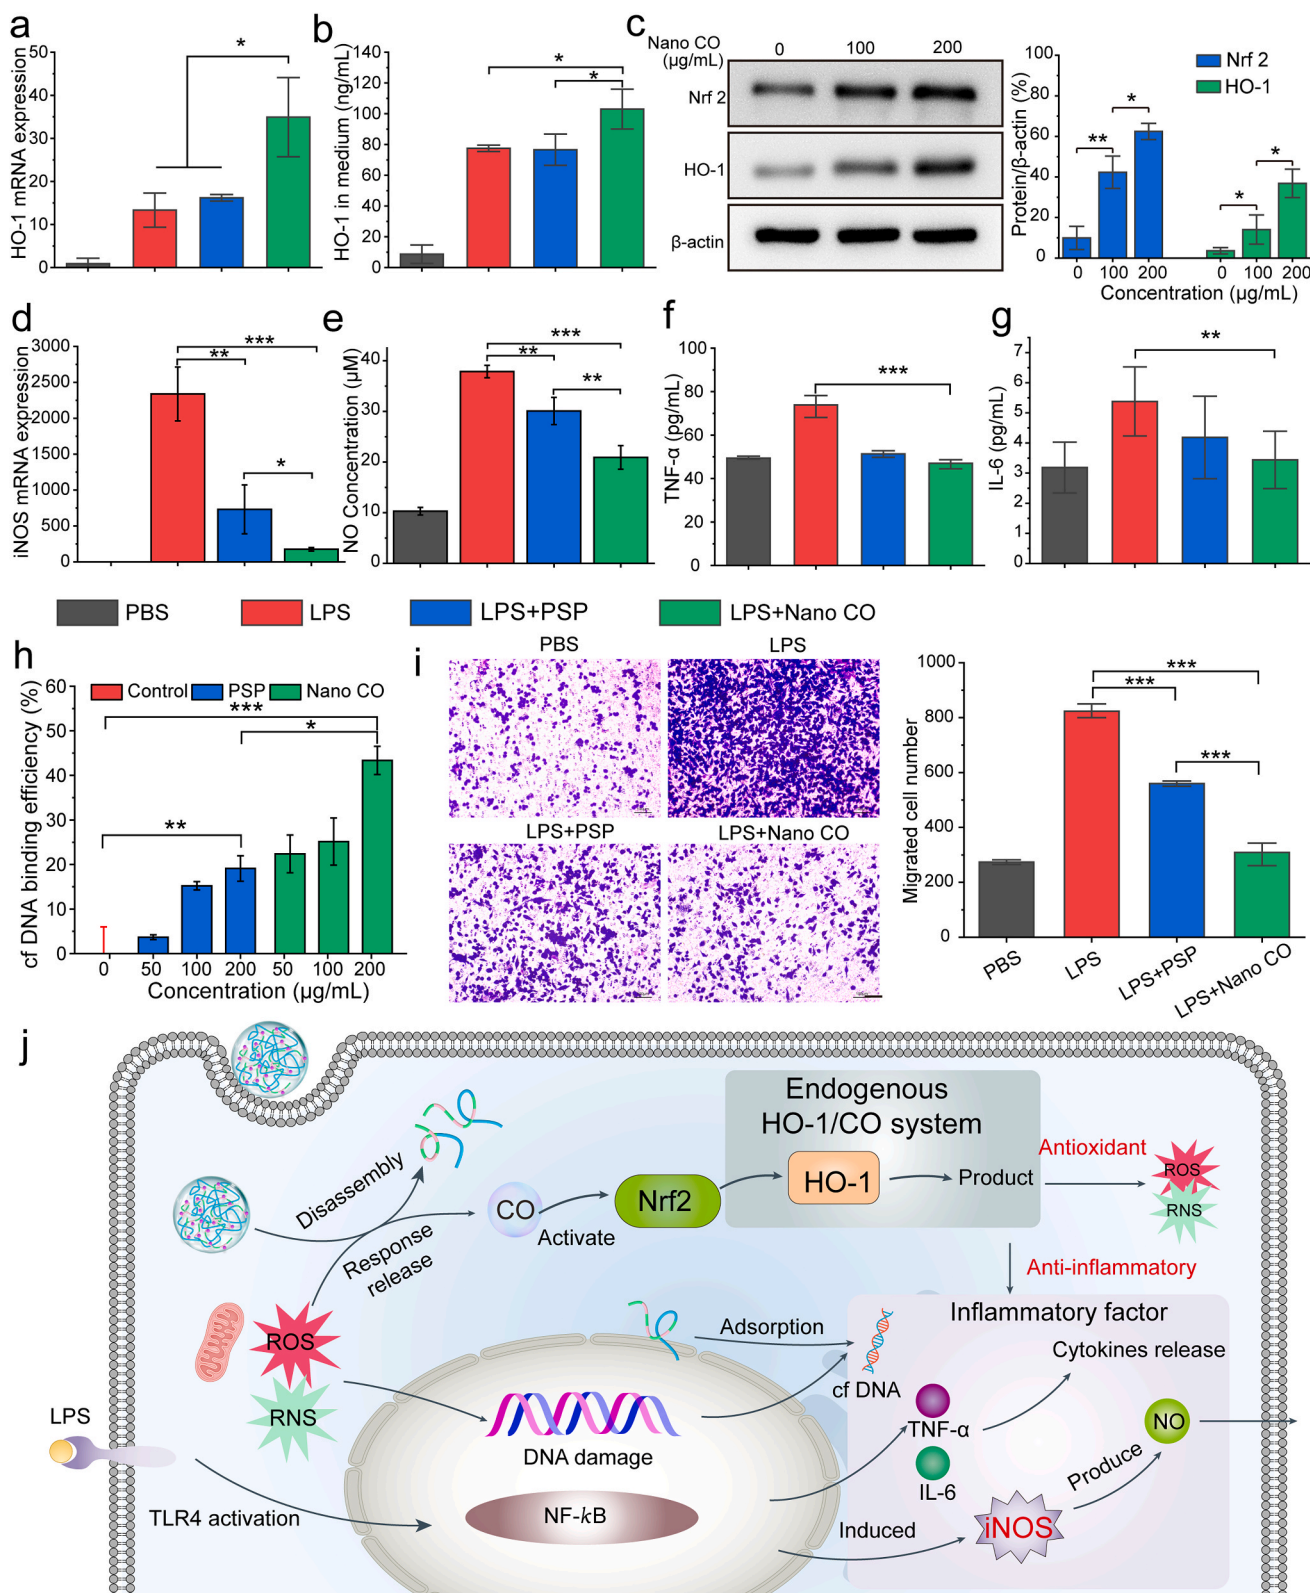 a
HO-1 mRNA expression
50
40
30
20
10
0
*
b
HO-1 in medium (ng/mL)
140
120
100
80
60
40
20
0
*
*
c
Nano CO
(µg/mL)
0
100
200
Nrf 2
HO-1
β-actin
Protein/β-actin (%)
100
80
60
40
20
0
Nrf 2
HO-1
**
*
*
*
0
100
200
0
100
200
Concentration (µg/mL)
d
iNOS mRNA expression
3000
2500
2000
1500
1000
500
0
***
**
*
e
NO Concentration (µM)
40
30
20
10
0
***
**
**
f
TNF-α (pg/mL)
100
80
60
40
20
0
***
g
IL-6 (pg/mL)
7
6
5
4
3
2
1
0
**
PBS
LPS
LPS+PSP
LPS+Nano CO
h
cf DNA binding efficiency (%)
60
50
40
30
20
10
0
Control
PSP
Nano CO
***
*
**
0
50
100
200
50
100
200
Concentration (µg/mL)
i
PBS
LPS
LPS+PSP
LPS+Nano CO
Migrated cell number
1000
800
600
400
200
0
***
***
***
PBS
LPS
LPS+PSP
LPS+Nano CO
j
Endogenous
HO-1/CO system
Disassembly
Response
release
CO
Activate
Nrf2
HO-1
Product
Antioxidant
ROS
RNS
Anti-inflammatory
Inflammatory factor
Cytokines release
ROS
RNS
Adsorption
cf DNA
LPS
DNA damage
TNF-α
IL-6
NO
Produce
TLR4 activation
NF-kB
Induced
iNOS